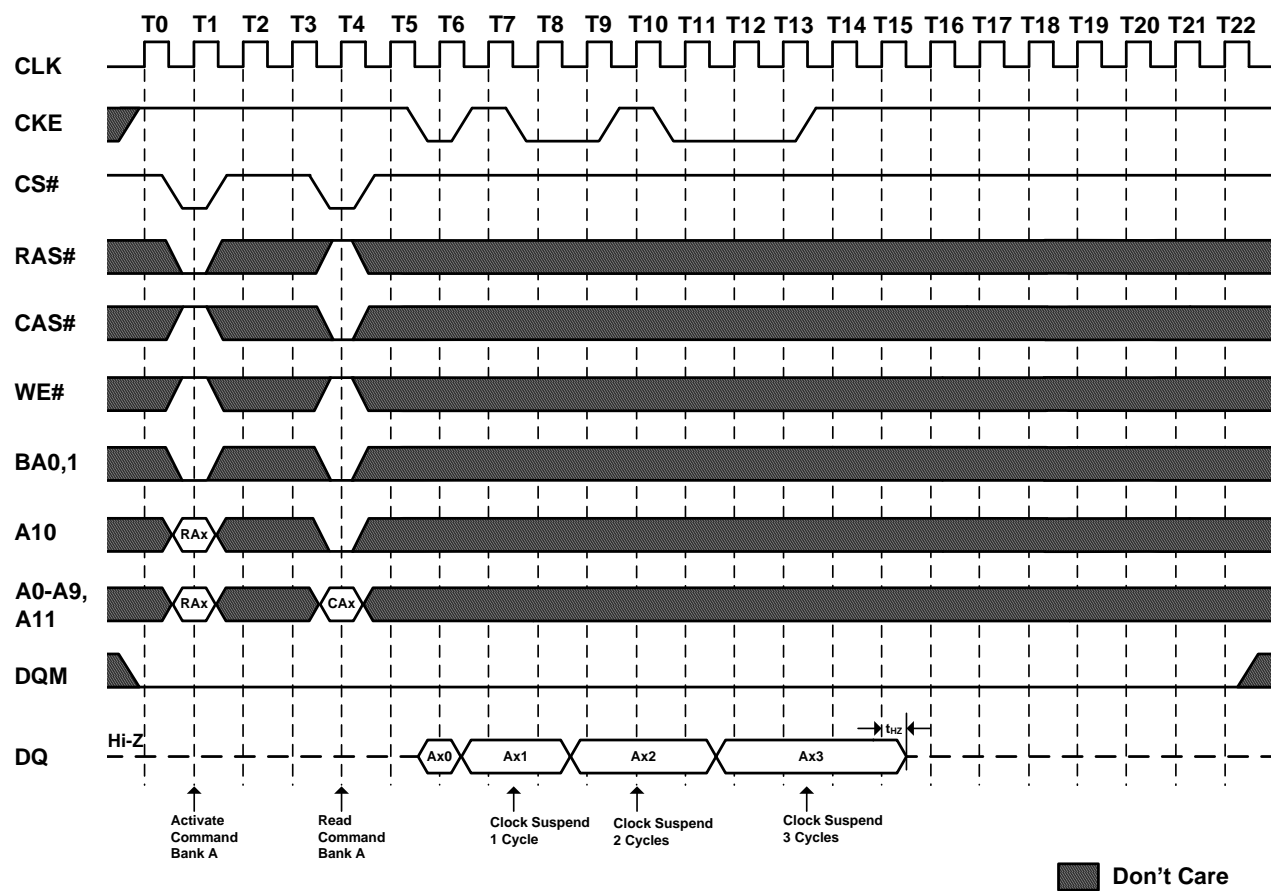 T0 T1 T2 T3 T4 T5 T6 T7 T8 T9 T10 T11 T12 T13 T14 T15 T16 T17 T18 T19 T20 T21 T22
CLK
CKE
CS#
RAS#
CAS#
WE#
BA0,1
A10
RAx
A0-A9,
A11
RAx
CAx
DQM
DQ
Hi-Z
Ax0
Ax1
Ax2
Ax3
tHZ
Activate
Command
Bank A
Read
Command
Bank A
Clock Suspend
1 Cycle
Clock Suspend
2 Cycles
Clock Suspend
3 Cycles
Don't Care